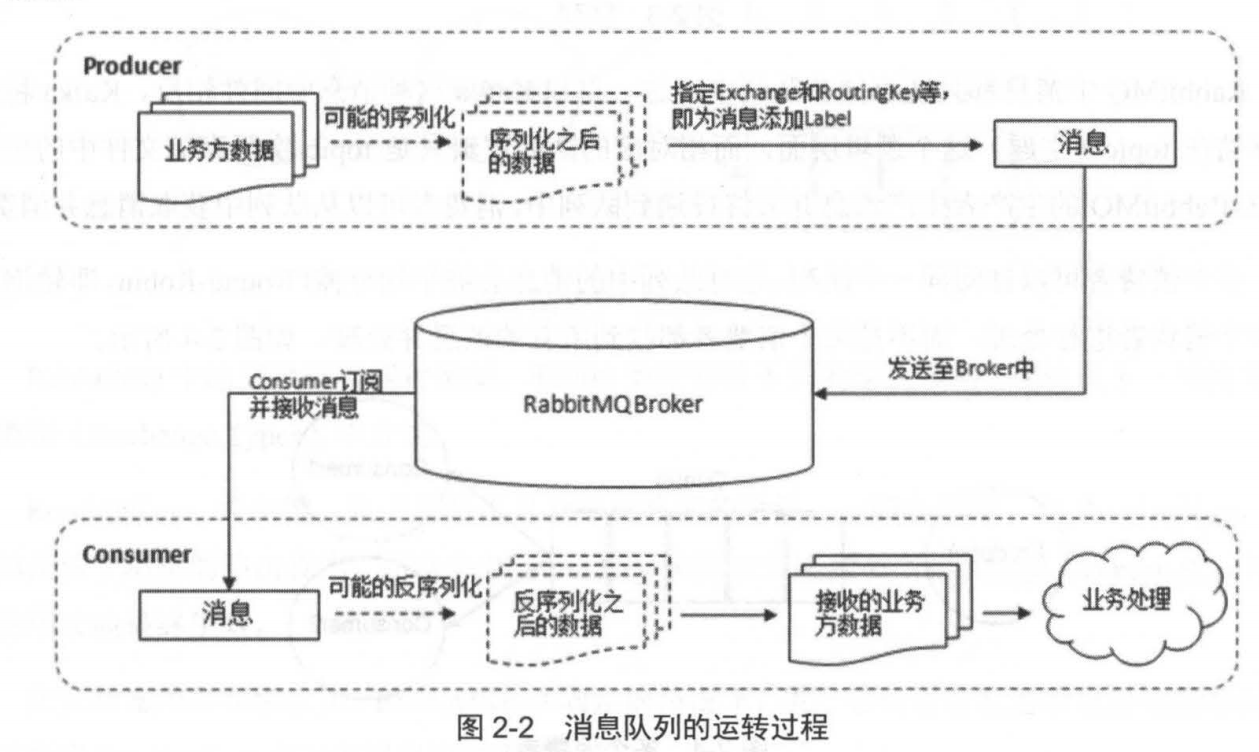 Producer
业务方数据
可能的序列化
序列化之后
的数据
指定Exchange和RoutingKey等，
即为消息添加Label
消息
Consumer订阅
并接收消息
RabbitMQ Broker
发送至Broker中
Consumer
消息
可能的反序列化
反序列化之
后的数据
接收的业务
方数据
业务处理
图 2-2 消息队列的运转过程